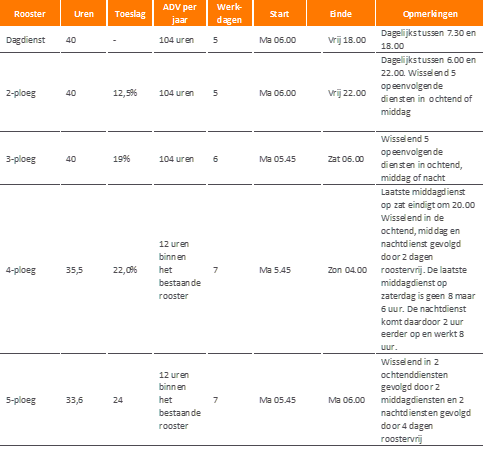 Rooster Uren Toeslag ADV per jaar Werk-dagen Start Einde Opmerkingen
Dagdienst 40 - 104 uren 5 Ma 06.00 Vrij 18.00 Dagelijks tussen 7.30 en
18.00
2-ploeg 40 12,5% 104 uren 5 Ma 06.00 Vrij 22.00 Dagelijks tussen 6.00 en
22.00. Wisselend 5
opeenvolgende
diensten in ochtend of
middag
3-ploeg 40 19% 104 uren 6 Ma 05.45 Zat 06.00 Wisselend 5
opeenvolgende
diensten in ochtend,
middag of nacht
4-ploeg 35,5 22,0% 12 uren binnen het bestaande rooster 7 Ma 5.45 Zon 04.00 Laatste middagdienst
op zat eindigt om 20.00
Wisselend in de
ochtend, middag en
nachtdienst gevolgd
door 2 dagen
roostervrij. De laatste
middagdienst op
zaterdag is geen 8 maar
6 uur. De nachtdienst
komt daardoor 2 uur
eerder op en werkt 8
uur.
5-ploeg 33,6 24 12 uren binnen het bestaande rooster 7 Ma 05.45 Ma 06.00 Wisselend in 2
ochtenddiensten
gevolgd door 2
middagdiensten en 2
nachtdiensten gevolgd
door 4 dagen
roostervrij